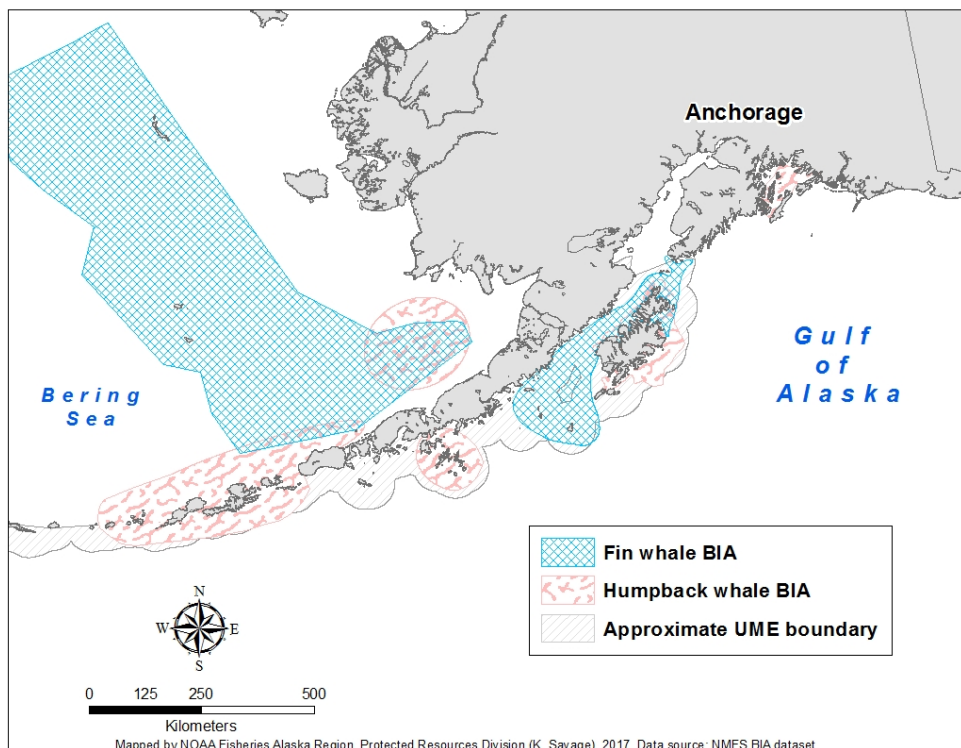 Anchorage
Gulf
of
Alaska
Bering
Sea
Fin whale BIA
Humpback whale BIA
Approximate UME boundary
N
W E
S
0 125 250 500
Kilometers
Mapped by NOAA Fisheries Alaska Region, Protected Resources Division (K. Savage), 2017. Data source: NMFS BIA dataset